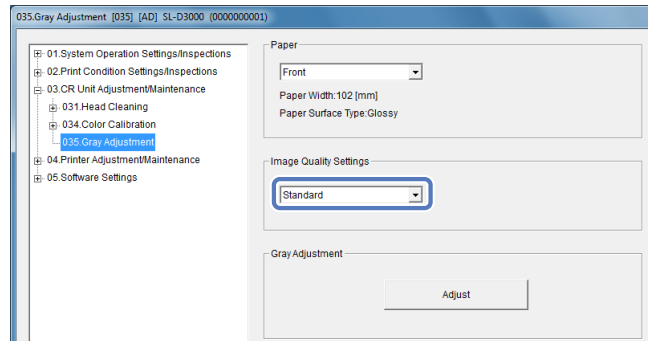 035.Gray Adjustment [035] [AD] SL-D3000 (0000000001)
01.System Operation Settings/Inspections
02.Print Condition Settings/Inspections
03.CR Unit Adjustment/Maintenance
031.Head Cleaning
034.Color Calibration
035.Gray Adjustment
04.Printer Adjustment/Maintenance
05.Software Settings
Paper
Front
Paper Width:102 [mm]
Paper Surface Type:Glossy
Image Quality Settings
Standard
Gray Adjustment
Adjust